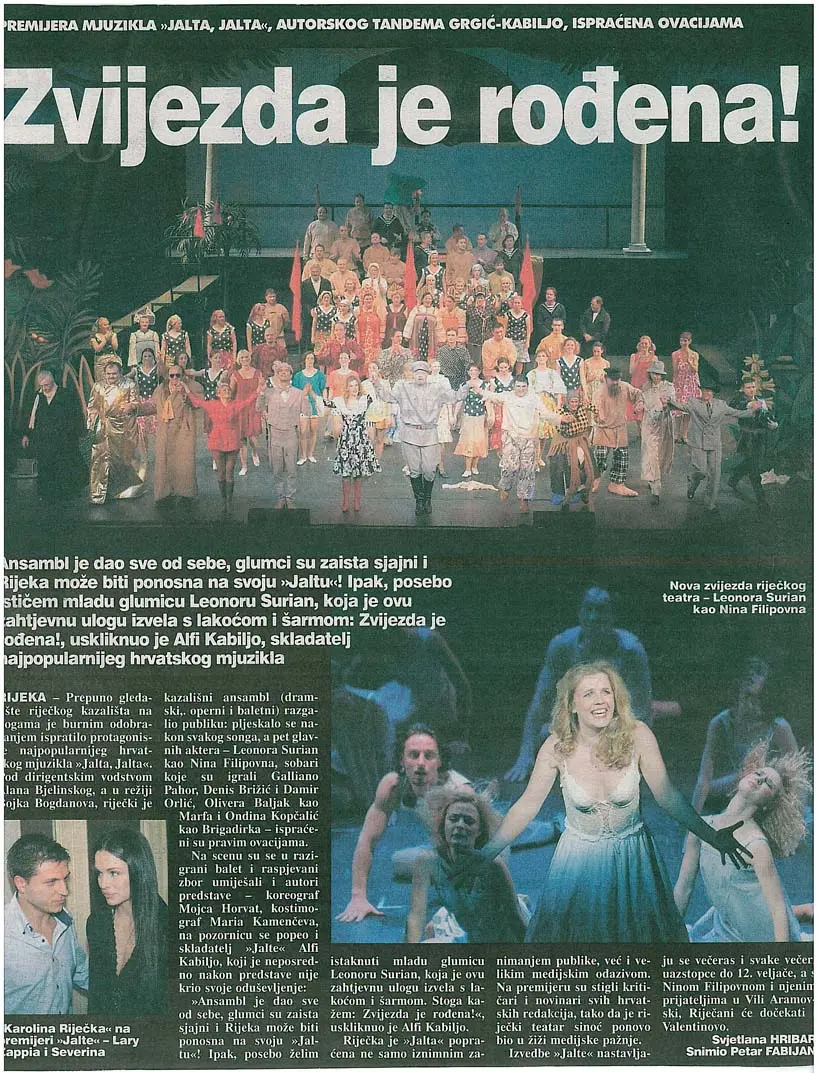 PREMIJERA MJUZIKLA »JALTA, JALTA«, AUTORSKOG TANDEMA GRGIĆ-KABILJO, ISPRAĆENA OVACIJAMA
Zvijezda je rođena!
Ansambl je dao sve od sebe, glumci su zaista sjajni i
Rijeka može biti ponosna na svoju »Jaltu«! Ipak, posebo
ističem mladu glumicu Leonoru Surian, koja je ovu
zahtjevnu ulogu izvela s lakoćom i šarmom: Zvijezda je
rođena!, uskliknuo je Alfi Kabiljo, skladatelj
najpopularnijeg hrvatskog mjuzikla
Nova zvijezda riječkog
teatra – Leonora Surian
kao Nina Filipovna
RIJEKA – Prepuno gleda-
ište riječkog kazališta na
nogama je burnim odobra-
anjem ispratilo protagonis-
e najpopularnijeg hrvat-
kog mjuzikla »Jalta, Jalta«.
Pod dirigentskim vodstvom
Alana Bjelinskog, a u režiji
Vojka Bogdanova, riječki je
kazališni ansambl (dram-
ski,. operni i baletni) razga-
lio publiku: pljeskalo se na-
kon svakog songa, a pet glav-
nih aktera – Leonora Surian
kao Nina Filipovna, sobari
koje su igrali Galliano
Pahor, Denis Brižić i Damir
Orlić, Olivera Baljak kao
Marfa i Ondina Kopčalić
kao Brigadirka – ispraće-
ni su pravim ovacijama.
Na scenu su se u razi-
grani balet i raspjevani
zbor umiješali i autori
predstave – koreograf
Mojca Horvat, kostimo-
graf Maria Kamenčeva,
na pozornicu se popeo i
skladatelj »Jalte« Alfi
Kabiljo, koji je neposred-
no nakon predstave nije
krio svoje oduševljenje:
»Ansambl je dao sve
od sebe, glumci su zaista
sjajni i Rijeka može biti
ponosna na svoju »Jal-
tu«! Ipak, posebo želim
»Karolina Riječka« na
premijeri »Jalte« – Lary
Zappia i Severina
istaknuti mladu glumicu
Leonoru Surian, koja je ovu
zahtjevnu ulogu izvela s la-
koćom i šarmom. Stoga ka-
žem: Zvijezda je rođena!«,
uskliknuo je Alfi Kabiljo.
Riječka je »Jalta« popra-
ćena ne samo iznimnim za-
nimanjem publike, već i ve-
likim medijskim odazivom.
Na premijeru su stigli kriti-
čari i novinari svih hrvat-
skih redakcija, tako da je ri-
ječki teatar sinoć ponovo
bio u žiži medijske pažnje.
Izvedbe »Jalte« nastavlja-
ju se večeras i svake večer
uzastopce do 12. veljače, a s
Ninom Filipovnom i njenim
prijateljima u Vili Aramov-
ski, Riječani će dočekati i
Valentinovo.
Svjetlana HRIBAR
Snimio Petar FABIJAN